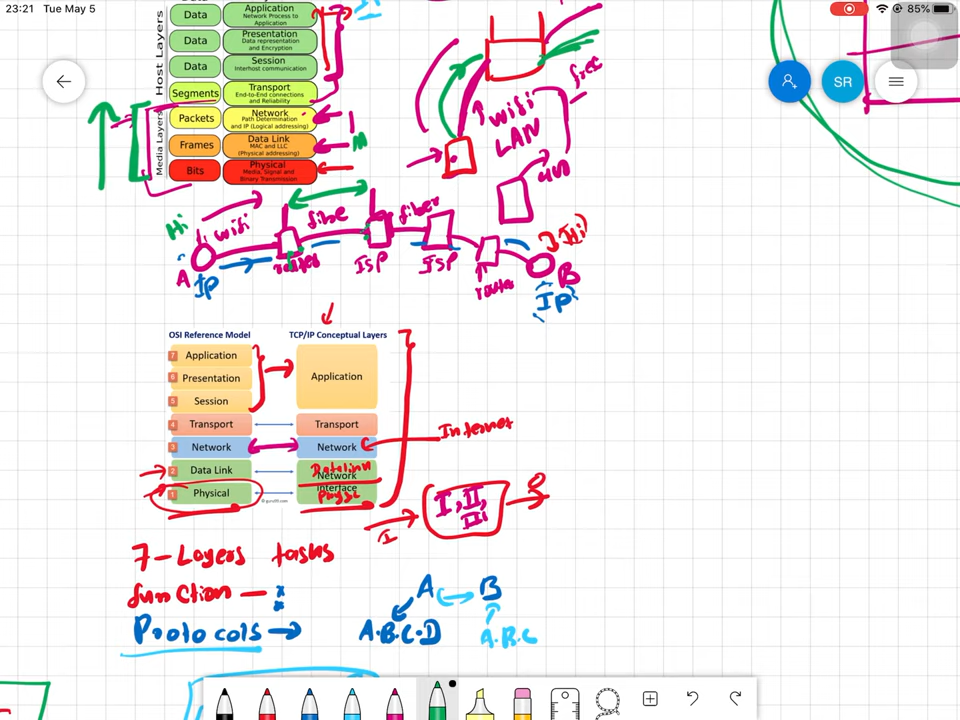 23:21 Tue May 5
85%
SR
Host Layers
Media Layers
Data
Application
Network Process to
Application
Data
Presentation
Data representation
and Encryption
Data
Session
Interhost communication
Segments
Transport
End-to-End connections
and Reliability
Packets
Network
Path Determination
and IP (Logical addressing)
Frames
Data Link
MAC and LLC
(Physical addressing)
Bits
Physical
Media, Signal and
Binary Transmission
I
M
wifi
LAN
Hi
wifi
fibe
fiber
A
IP
ISP
ISP
B
IP
OSI Reference Model
TCP/IP Conceptual Layers
7 Application
6 Presentation
5 Session
4 Transport
3 Network
2 Data Link
1 Physical
Application
Transport
Network
Network
Interface
© guru99.com
Internet
I, II,
III
I
7-Layers tasks
function -
Protocols →
A B
A.B.C.D
A.B.C